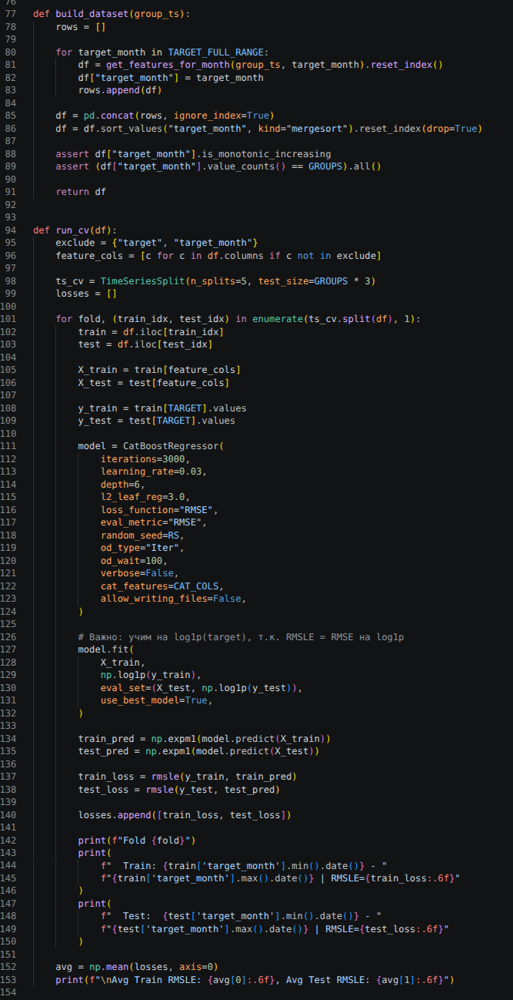 76
77 def build_dataset(group_ts):
78     rows = []
79
80     for target_month in TARGET_FULL_RANGE:
81         df = get_features_for_month(group_ts, target_month).reset_index()
82         df["target_month"] = target_month
83         rows.append(df)
84
85     df = pd.concat(rows, ignore_index=True)
86     df = df.sort_values("target_month", kind="mergesort").reset_index(drop=True)
87
88     assert df["target_month"].is_monotonic_increasing
89     assert (df["target_month"].value_counts() == GROUPS).all()
90
91     return df
92
93
94 def run_cv(df):
95     exclude = {"target", "target_month"}
96     feature_cols = [c for c in df.columns if c not in exclude]
97
98     ts_cv = TimeSeriesSplit(n_splits=5, test_size=GROUPS * 3)
99     losses = []
100
101     for fold, (train_idx, test_idx) in enumerate(ts_cv.split(df), 1):
102         train = df.iloc[train_idx]
103         test = df.iloc[test_idx]
104
105         X_train = train[feature_cols]
106         X_test = test[feature_cols]
107
108         y_train = train[TARGET].values
109         y_test = test[TARGET].values
110
111         model = CatBoostRegressor(
112             iterations=3000,
113             learning_rate=0.03,
114             depth=6,
115             l2_leaf_reg=3.0,
116             loss_function="RMSE",
117             eval_metric="RMSE",
118             random_seed=RS,
119             od_type="Iter",
120             od_wait=100,
121             verbose=False,
122             cat_features=CAT_COLS,
123             allow_writing_files=False,
124         )
125
126         # Важно: учим на log1p(target), т.к. RMSLE = RMSE на log1p
127         model.fit(
128             X_train,
129             np.log1p(y_train),
130             eval_set=(X_test, np.log1p(y_test)),
131             use_best_model=True,
132         )
133
134         train_pred = np.expm1(model.predict(X_train))
135         test_pred = np.expm1(model.predict(X_test))
136
137         train_loss = rmsle(y_train, train_pred)
138         test_loss = rmsle(y_test, test_pred)
139
140         losses.append([train_loss, test_loss])
141
142         print(f"Fold {fold}")
143         print(
144             f"  Train: {train['target_month'].min().date()} - "
145             f"{train['target_month'].max().date()} | RMSLE={train_loss:.6f}"
146         )
147         print(
148             f"  Test:  {test['target_month'].min().date()} - "
149             f"{test['target_month'].max().date()} | RMSLE={test_loss:.6f}"
150         )
151
152     avg = np.mean(losses, axis=0)
153     print(f"\nAvg Train RMSLE: {avg[0]:.6f}, Avg Test RMSLE: {avg[1]:.6f}")
154